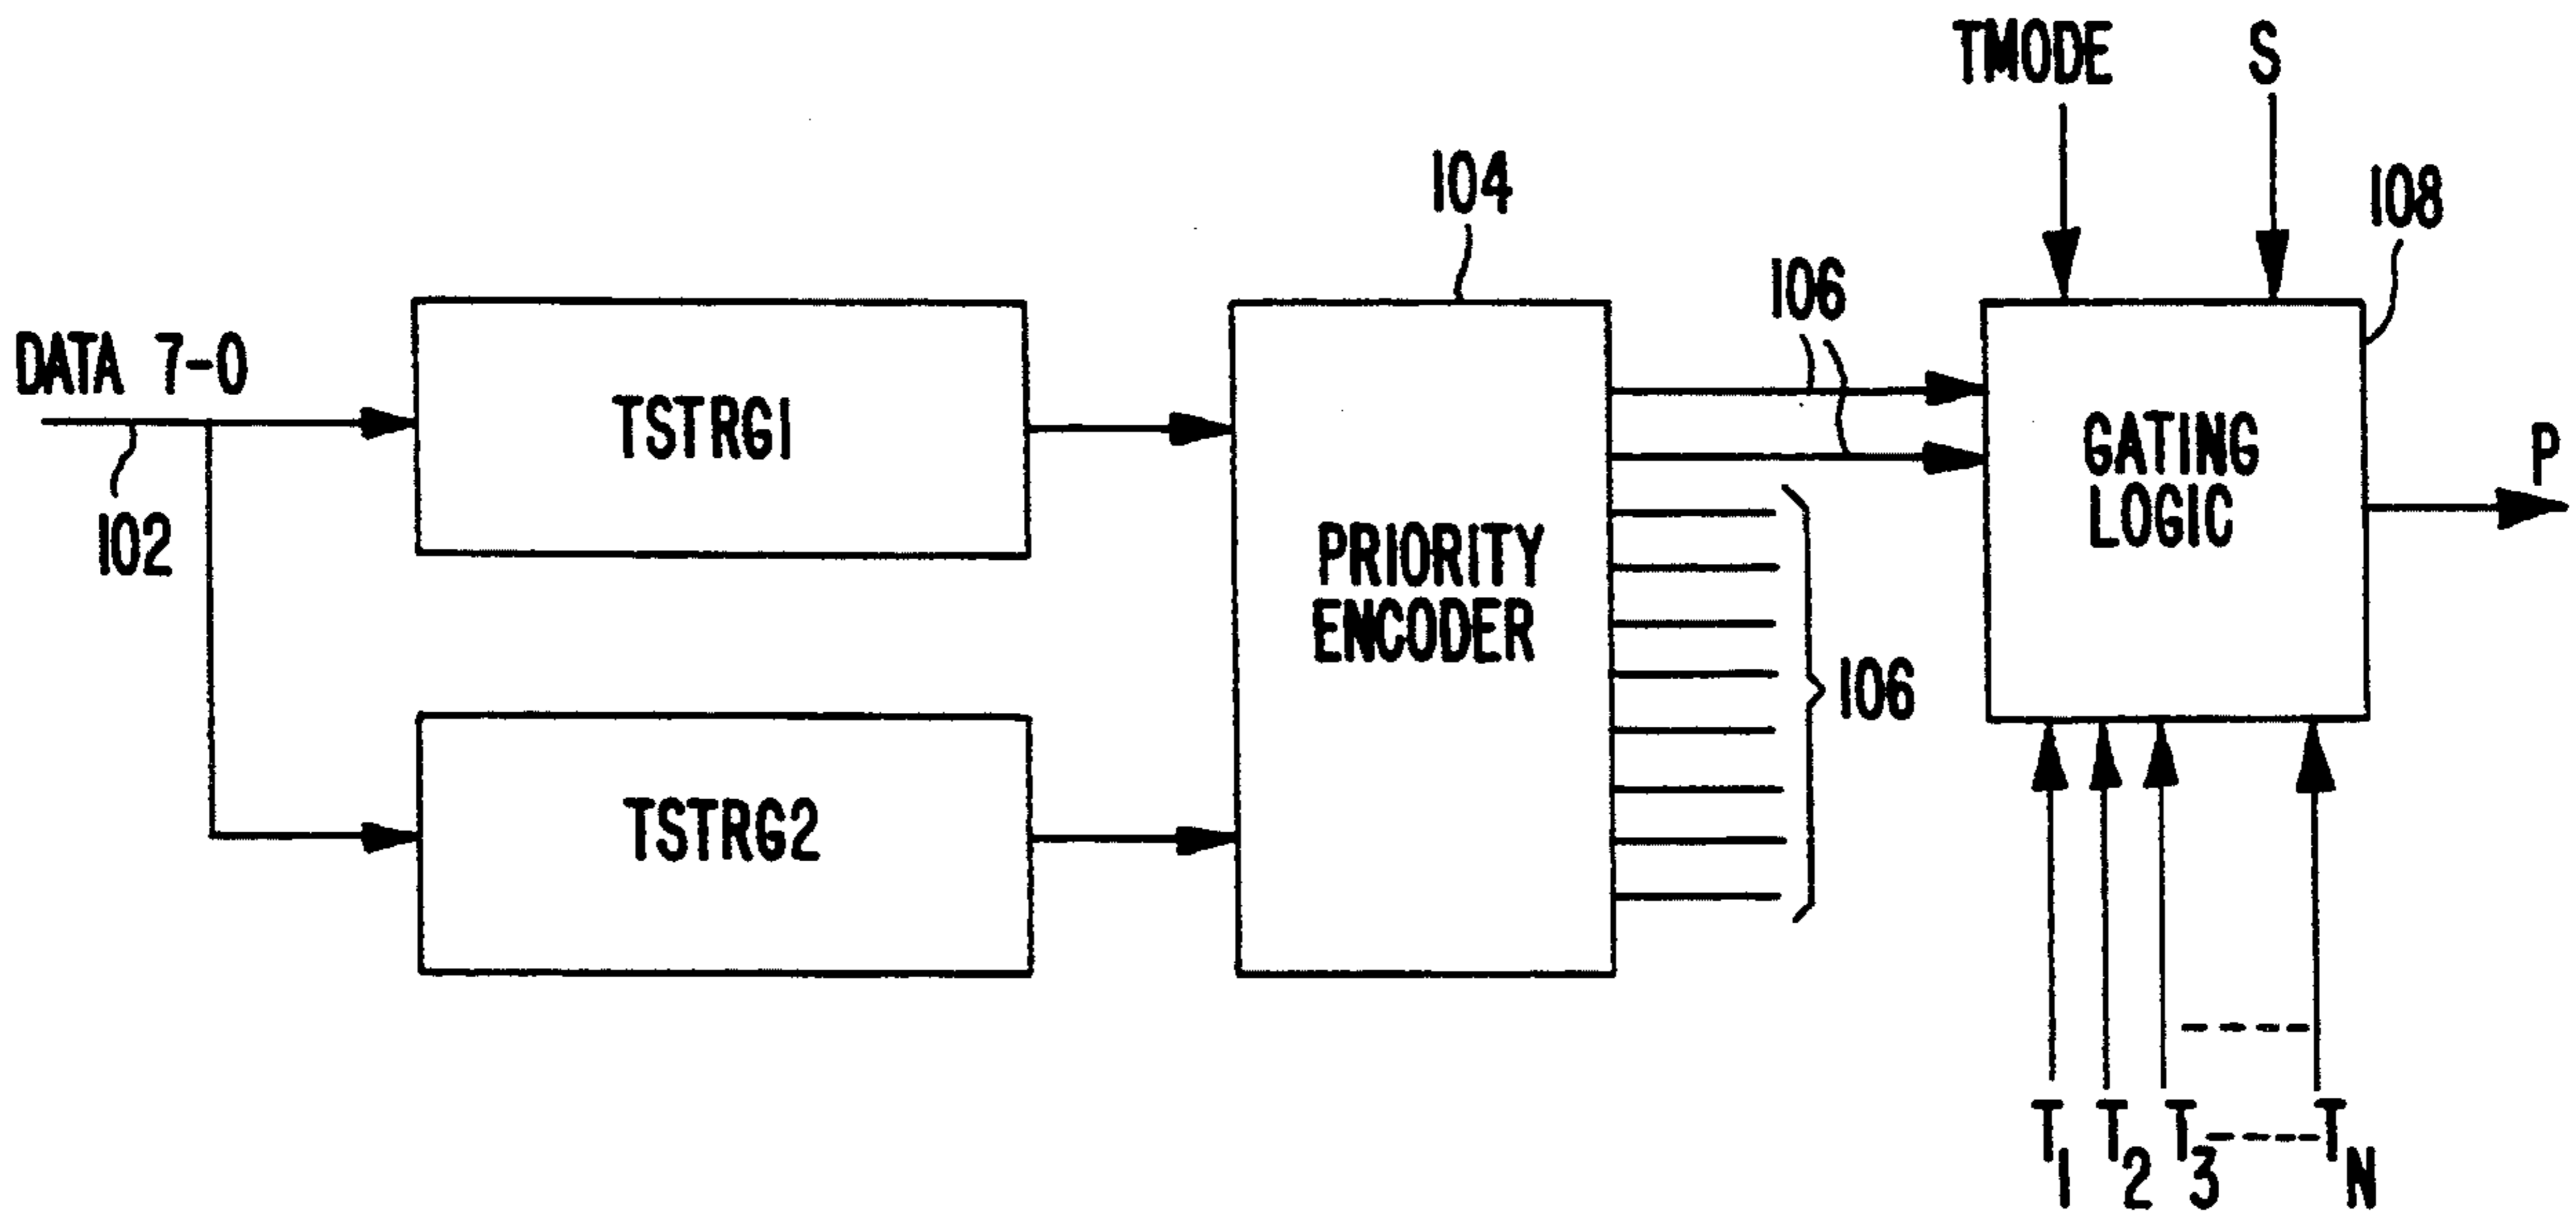 TMODE S
104
108
106
DATA 7-0
TSTRG1
GATING
LOGIC
P
102
PRIORITY
ENCODER
106
TSTRG2
T1 T2 T3-----TN